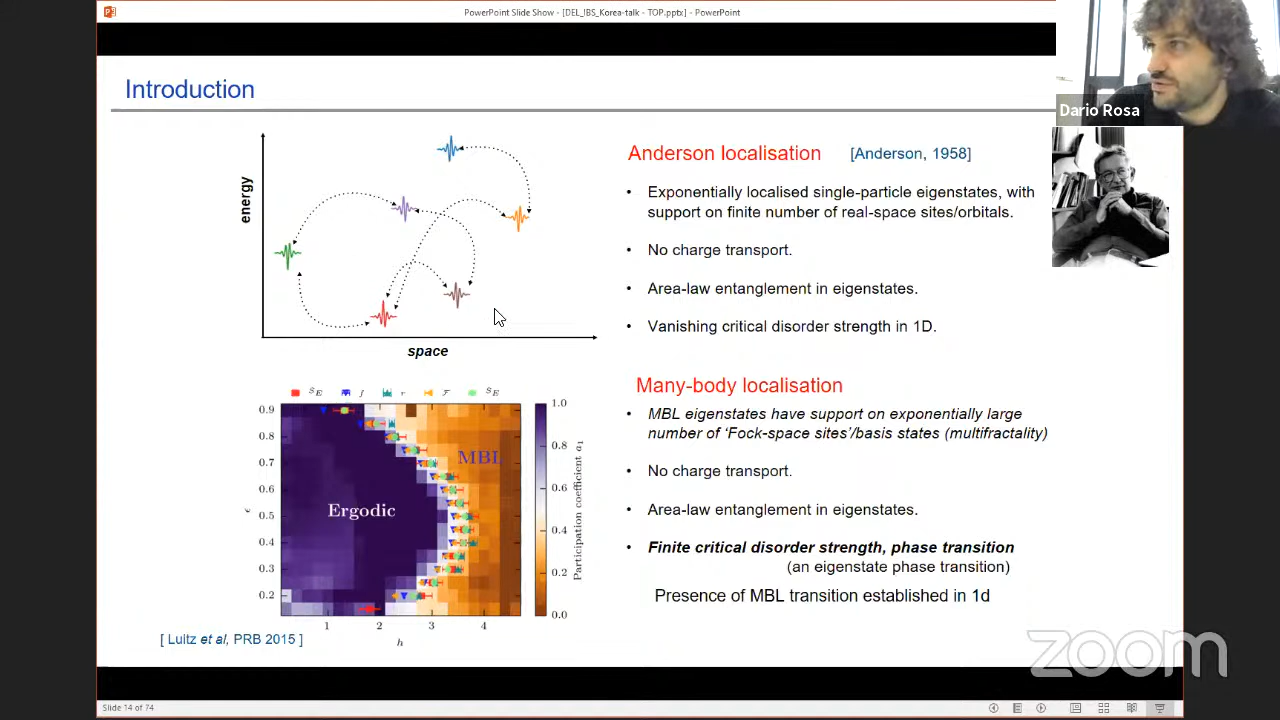 PowerPoint Slide Show - [DEL_IBS_Korea-talk - TOP.pptx] - PowerPoint
Introduction
Dario Rosa
energy
space
Anderson localisation [Anderson, 1958]
• Exponentially localised single-particle eigenstates, with
support on finite number of real-space sites/orbitals.
• No charge transport.
• Area-law entanglement in eigenstates.
• Vanishing critical disorder strength in 1D.
S_E f r F S_E
0.9
0.8
0.7
0.6
0.5
0.4
0.3
0.2
ϵ
Ergodic
MBL
1 2 3 4
h
1.0
0.8
0.6
0.4
0.2
0.0
Participation coefficient a₁
[ Luitz et al, PRB 2015 ]
Many-body localisation
• MBL eigenstates have support on exponentially large
number of ‘Fock-space sites’/basis states (multifractality)
• No charge transport.
• Area-law entanglement in eigenstates.
• Finite critical disorder strength, phase transition
(an eigenstate phase transition)
Presence of MBL transition established in 1d
zoom
Slide 14 of 74